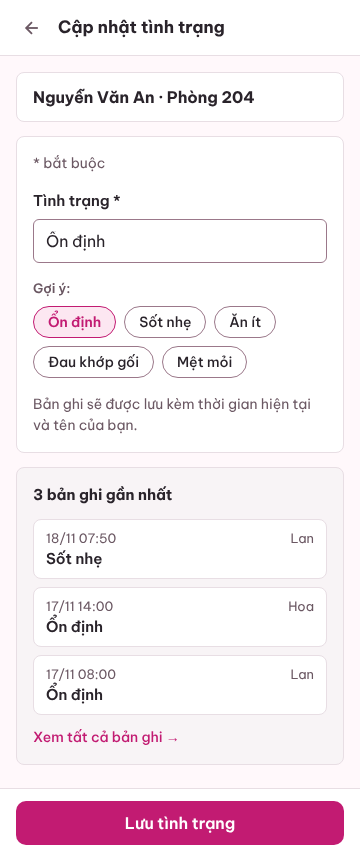 Cập nhật tình trạng
Nguyễn Văn An · Phòng 204
* bắt buộc
Tình trạng *
Ổn định
Gợi ý:
Ổn định
Sốt nhẹ
Ăn ít
Đau khớp gối
Mệt mỏi
Bản ghi sẽ được lưu kèm thời gian hiện tại
và tên của bạn.
3 bản ghi gần nhất
18/11 07:50 Lan
Sốt nhẹ
17/11 14:00 Hoa
Ổn định
17/11 08:00 Lan
Ổn định
Xem tất cả bản ghi →
Lưu tình trạng